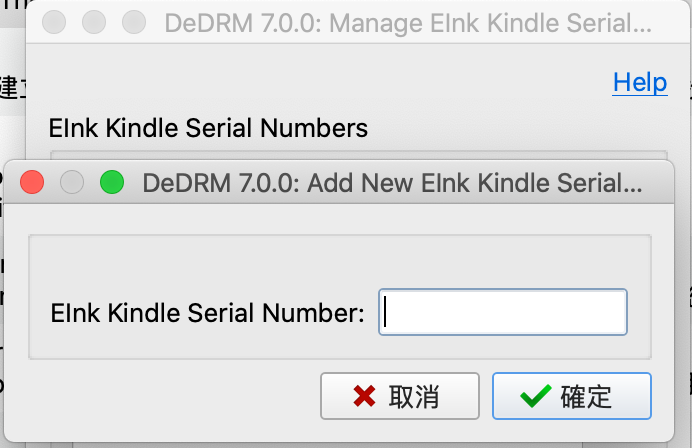 DeDRM 7.0.0: Manage EInk Kindle Serial...
Help
EInk Kindle Serial Numbers
DeDRM 7.0.0: Add New EInk Kindle Serial...
EInk Kindle Serial Number:
取消
確定